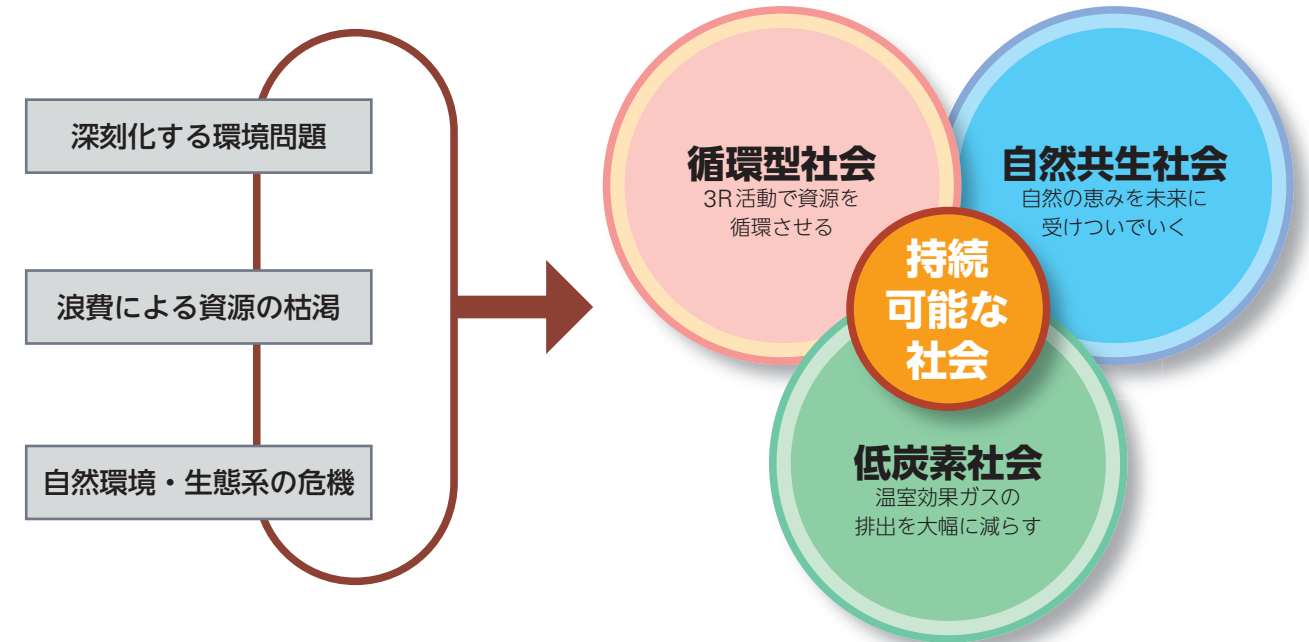 深刻化する環境問題
浪費による資源の枯渇
自然環境・生態系の危機
循環型社会
3R活動で資源を
循環させる
自然共生社会
自然の恵みを未来に
受けついでいく
持続
可能な
社会
低炭素社会
温室効果ガスの
排出を大幅に減らす